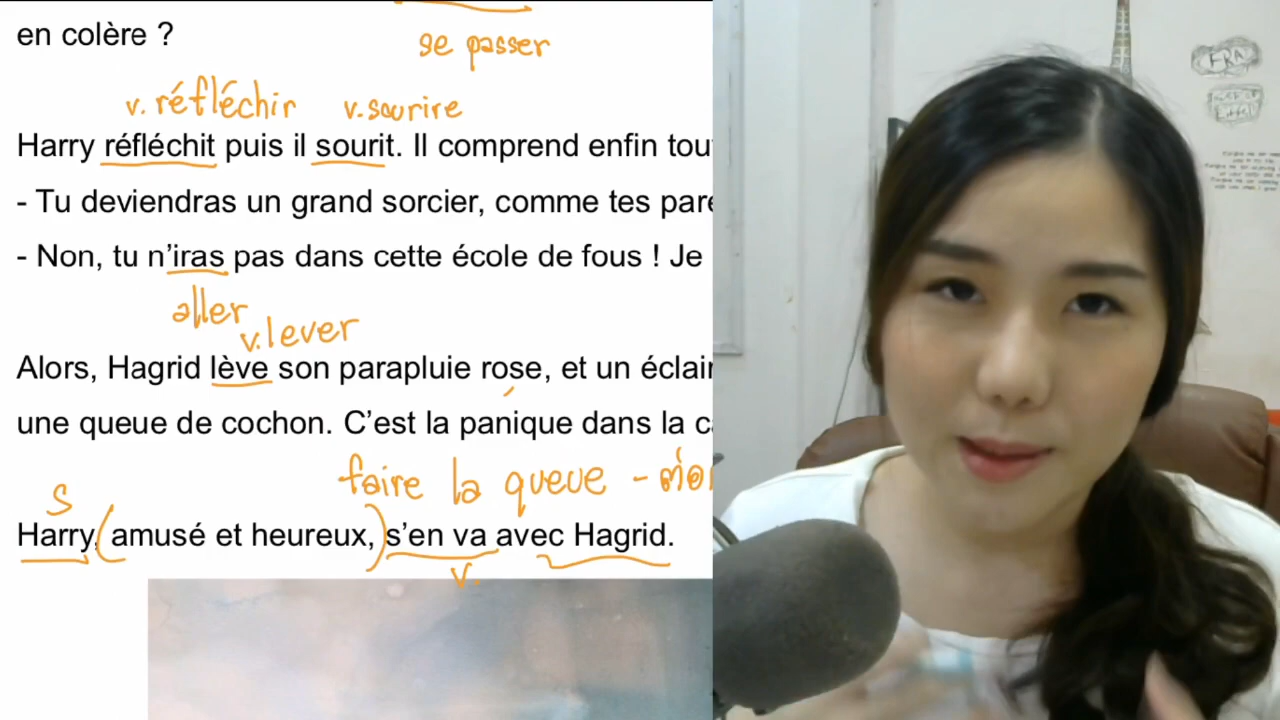 en colère ?
se passer
v. réfléchir v. sourire
Harry réfléchit puis il sourit. Il comprend enfin
- Tu deviendras un grand sorcier, comme tes
- Non, tu n’iras pas dans cette école de fous ! Je
aller
v. lever
Alors, Hagrid lève son parapluie rose, et un
une queue de cochon. C’est la panique dans la
faire la queue -
S
Harry, ( amusé et heureux, ) s’en va avec Hagrid.
v.
FRA